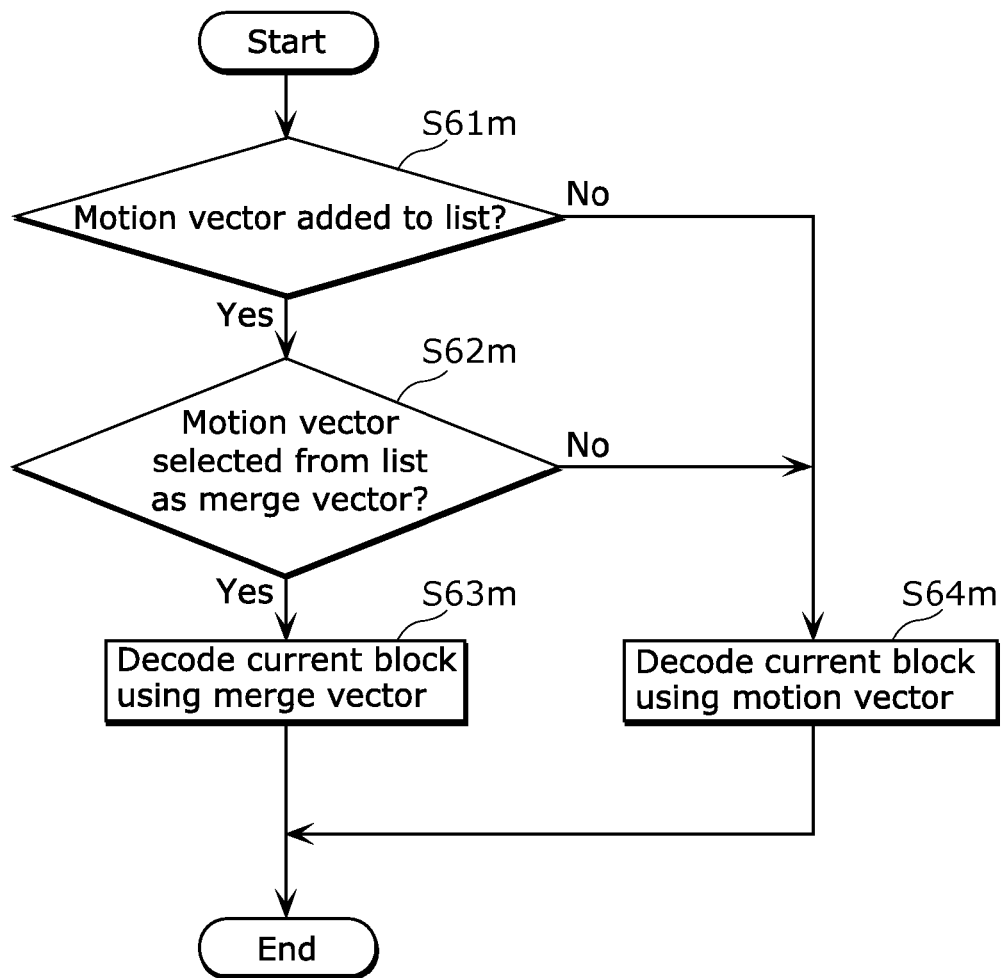 Start
S61m
Motion vector added to list?
No
Yes
S62m
Motion vector
selected from list
as merge vector?
No
Yes
S63m
S64m
Decode current block
using merge vector
Decode current block
using motion vector
End